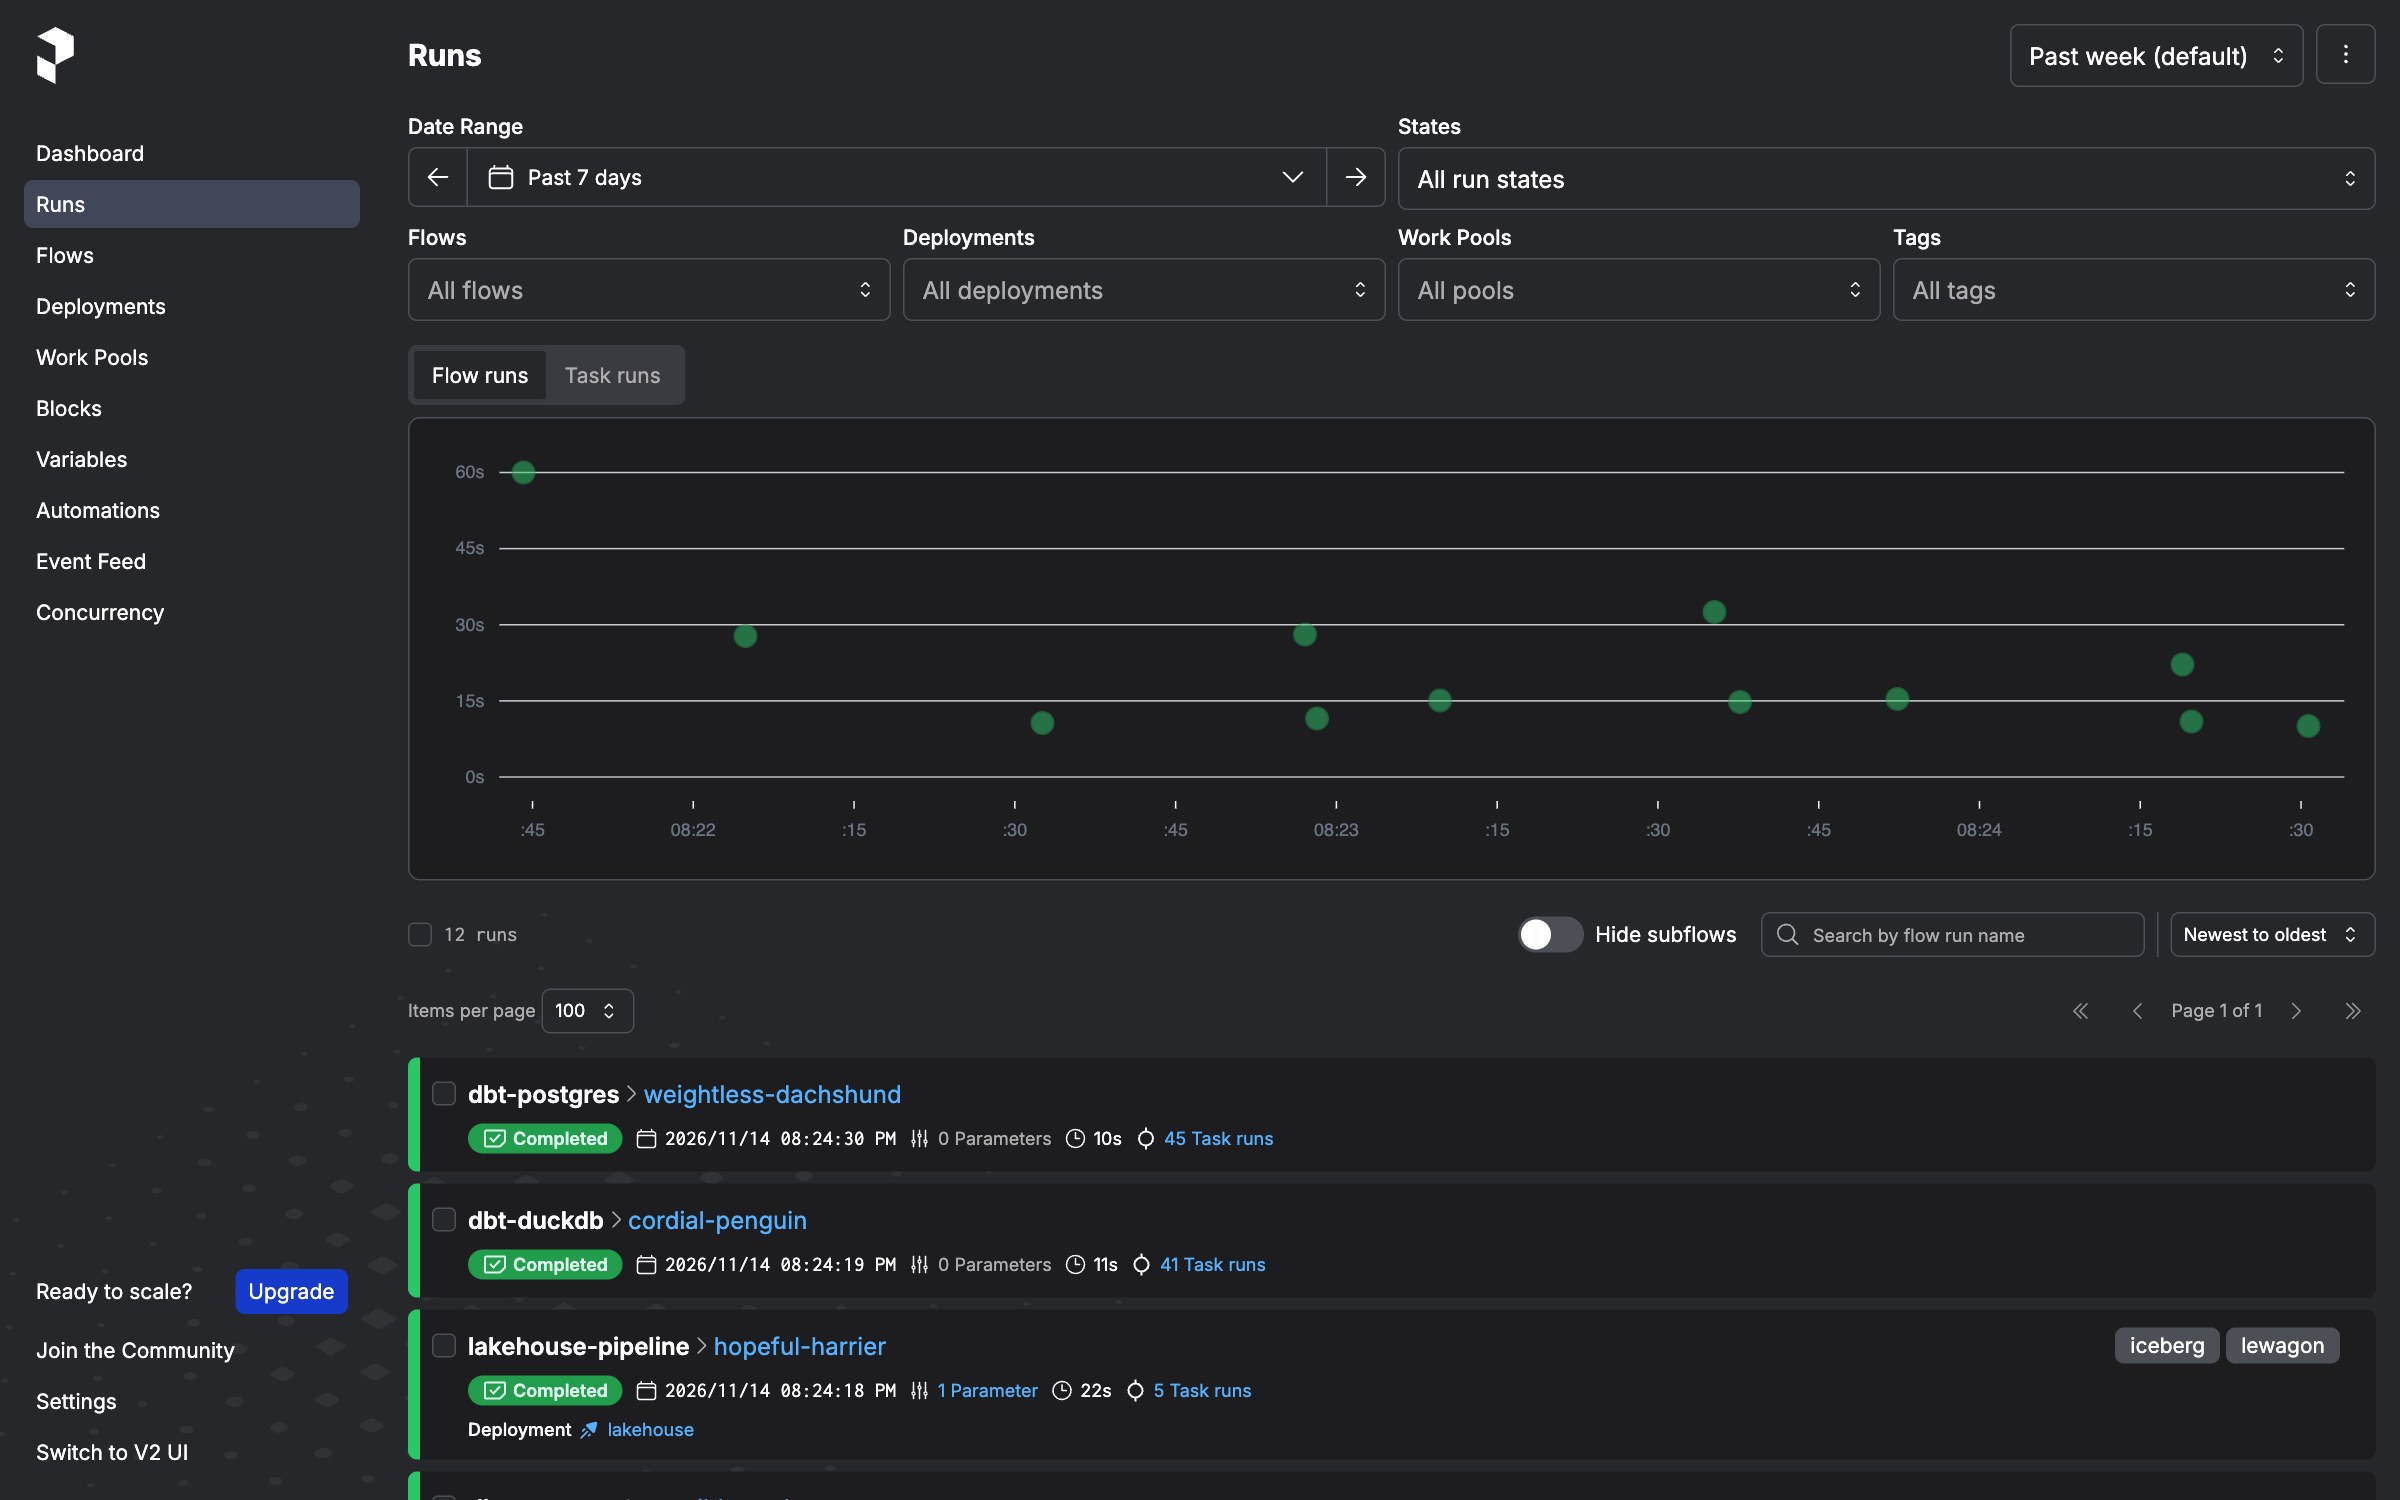 Runs
Past week (default)
Dashboard
Runs
Flows
Deployments
Work Pools
Blocks
Variables
Automations
Event Feed
Concurrency
Ready to scale? Upgrade
Join the Community
Settings
Switch to V2 UI
Date Range
Past 7 days
States
All run states
Flows
All flows
Deployments
All deployments
Work Pools
All pools
Tags
All tags
Flow runs Task runs
60s
45s
30s
15s
0s
:45 08:22 :15 :30 :45 08:23 :15 :30 :45 08:24 :15 :30
12 runs
Hide subflows
Search by flow run name
Newest to oldest
Items per page 100
Page 1 of 1
dbt-postgres weightless-dachshund
Completed 2026/11/14 08:24:30 PM 0 Parameters 10s 45 Task runs
dbt-duckdb cordial-penguin
Completed 2026/11/14 08:24:19 PM 0 Parameters 11s 41 Task runs
lakehouse-pipeline hopeful-harrier
iceberg lewagon
Completed 2026/11/14 08:24:18 PM 1 Parameter 22s 5 Task runs
Deployment lakehouse